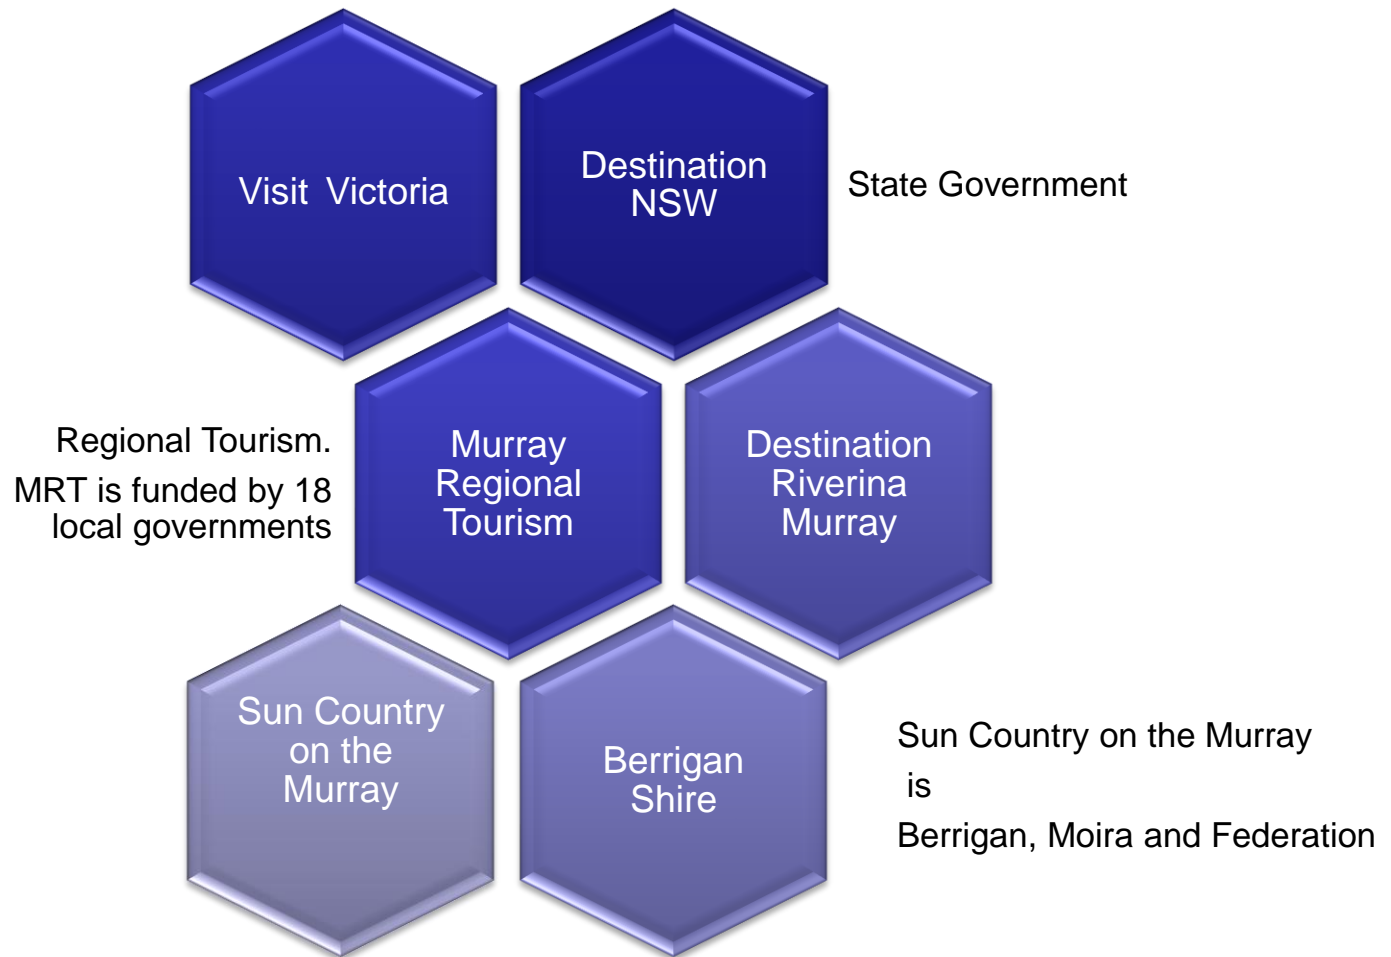 Visit Victoria
Destination
NSW
State Government
Regional Tourism.
MRT is funded by 18
local governments
Murray
Regional
Tourism
Destination
Riverina
Murray
Sun Country
on the
Murray
Berrigan
Shire
Sun Country on the Murray
is
Berrigan, Moira and Federation